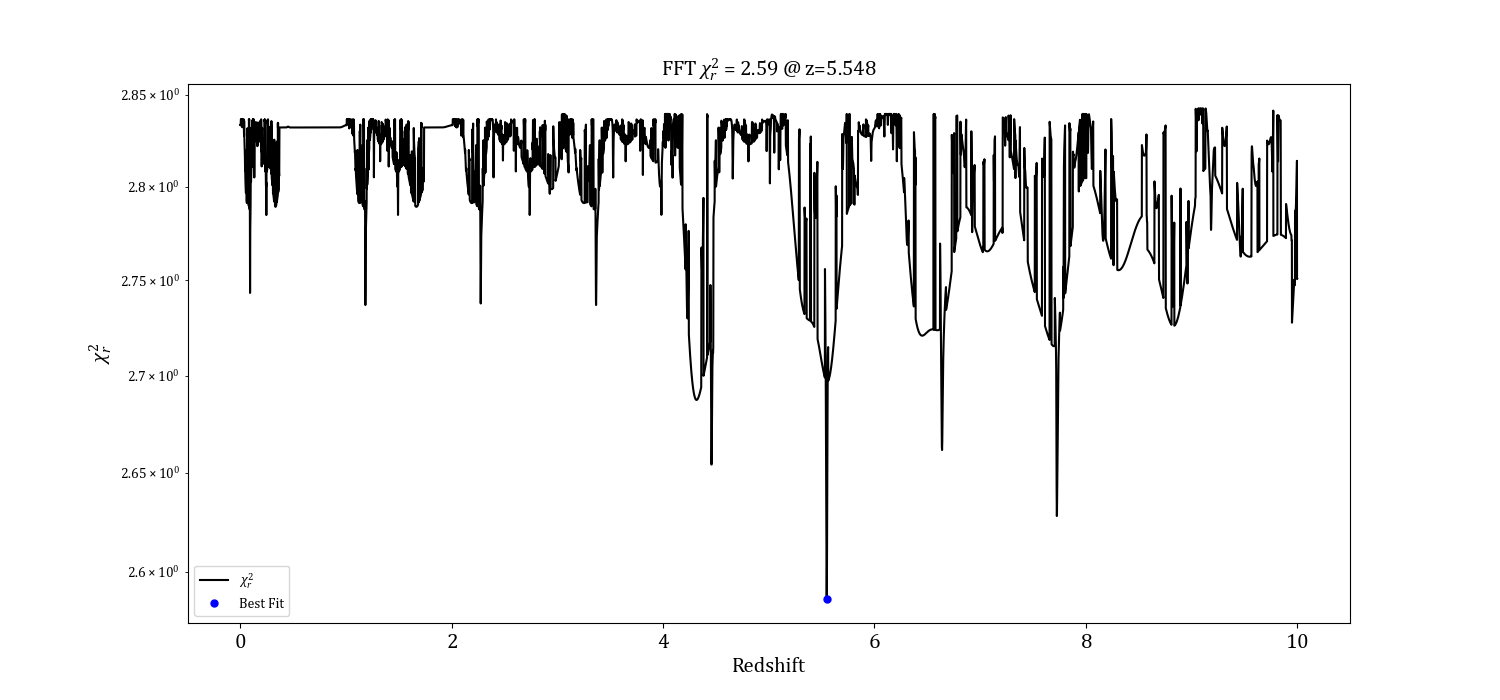 FFT χ²ᵣ = 2.59 @ z=5.548
2.85 × 10⁰
2.8 × 10⁰
2.75 × 10⁰
2.7 × 10⁰
2.65 × 10⁰
2.6 × 10⁰
χ²ᵣ
χ²ᵣ
Best Fit
0 2 4 6 8 10
Redshift